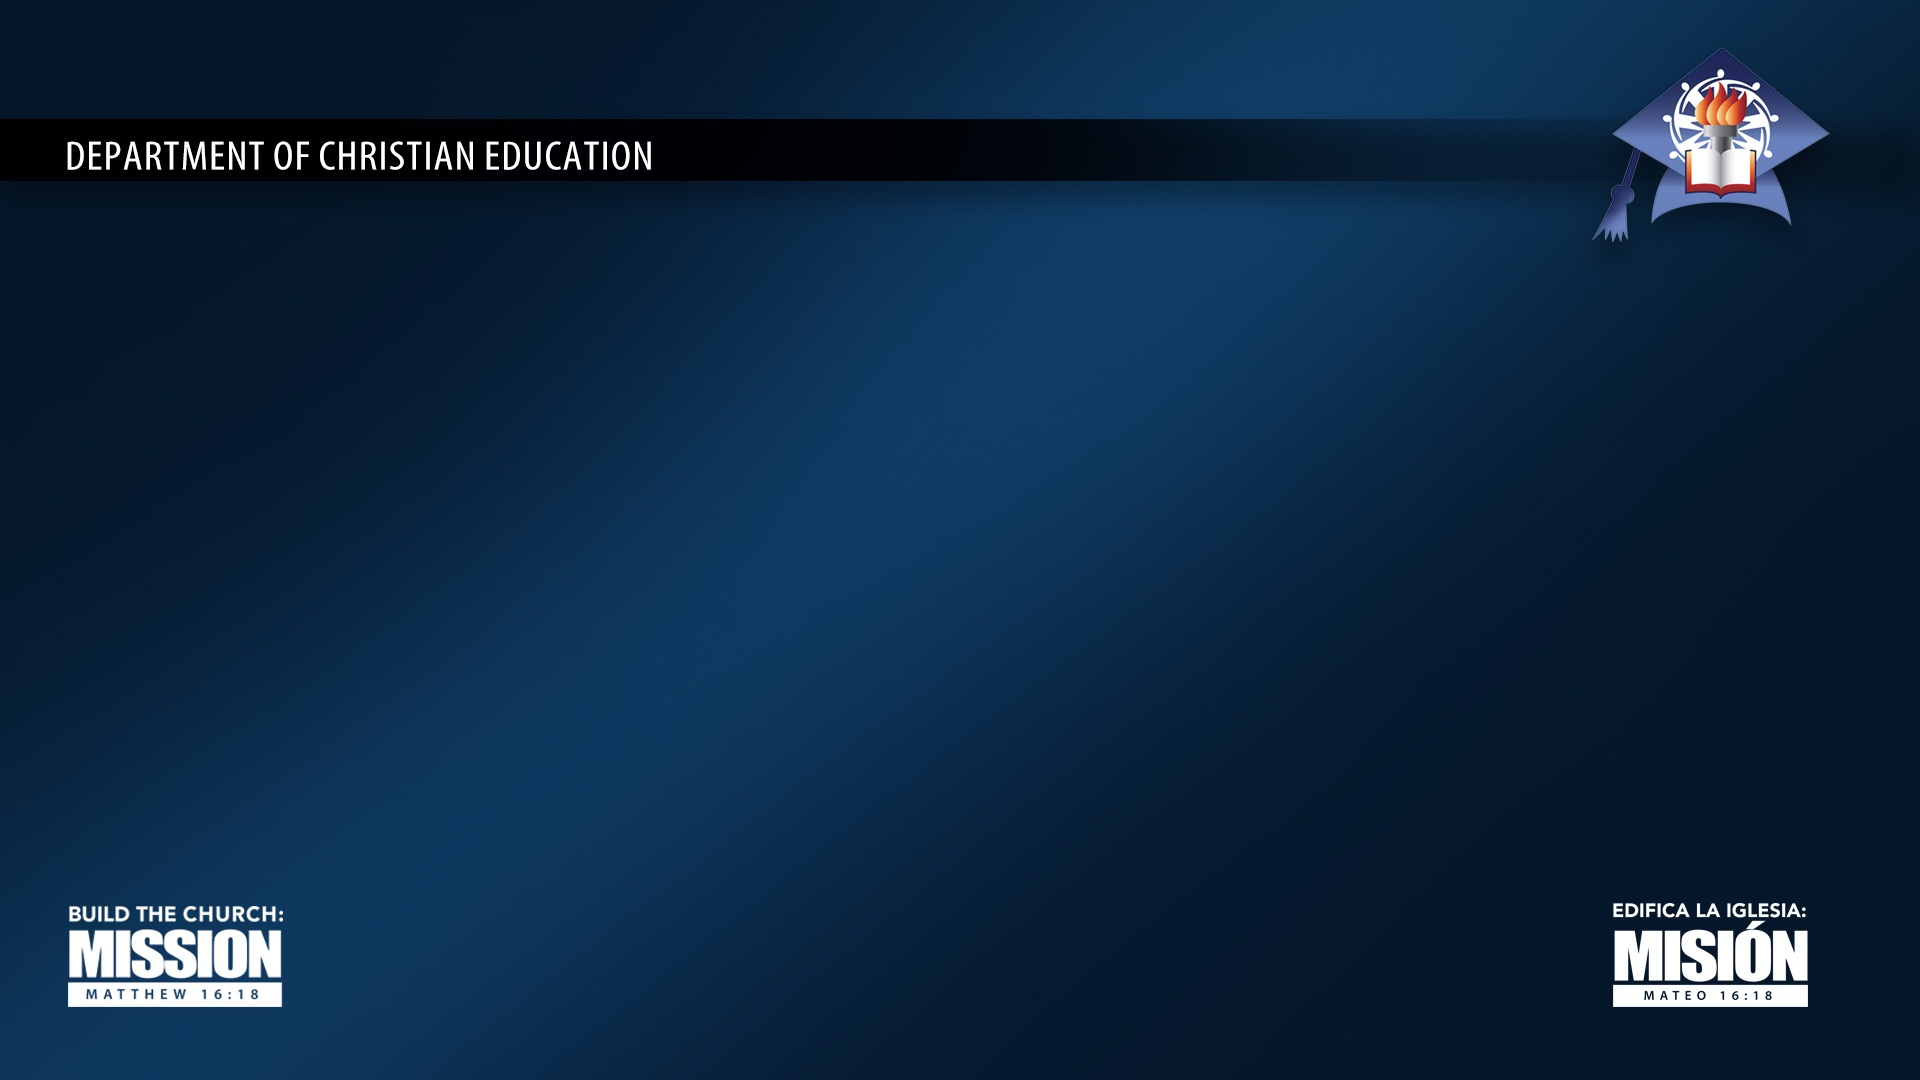 DEPARTMENT OF CHRISTIAN EDUCATION
BUILD THE CHURCH:
MISSION
MATTHEW 16:18
EDIFICA LA IGLESIA:
MISIÓN
MATEO 16:18